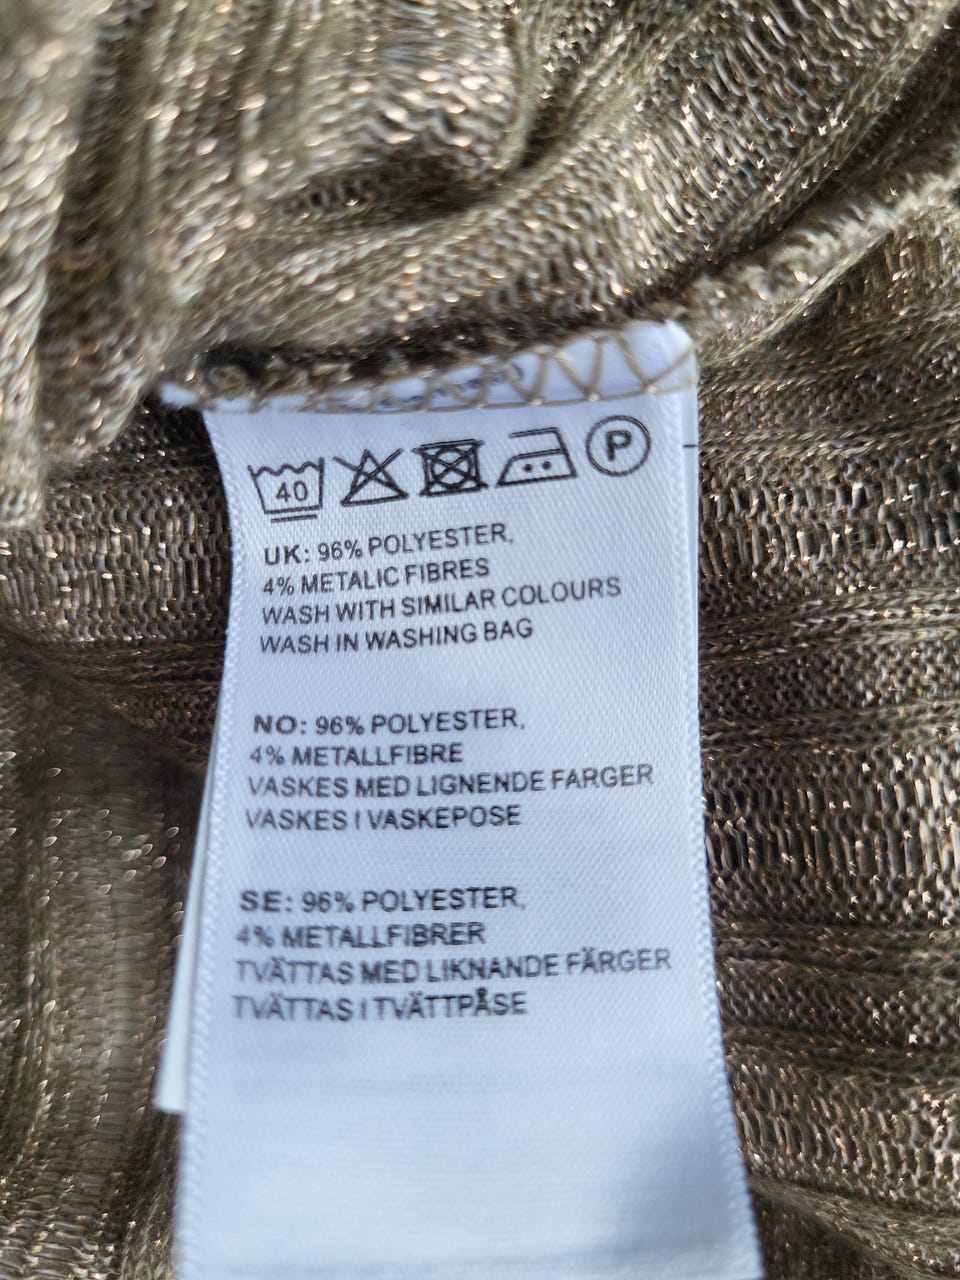 40
P
UK: 96% POLYESTER,
4% METALIC FIBRES
WASH WITH SIMILAR COLOURS
WASH IN WASHING BAG
NO: 96% POLYESTER,
4% METALLFIBRE
VASKES MED LIGNENDE FARGER
VASKES I VASKEPOSE
SE: 96% POLYESTER,
4% METALLFIBRER
TVÄTTAS MED LIKNANDE FÄRGER
TVÄTTAS I TVÄTTPÅSE